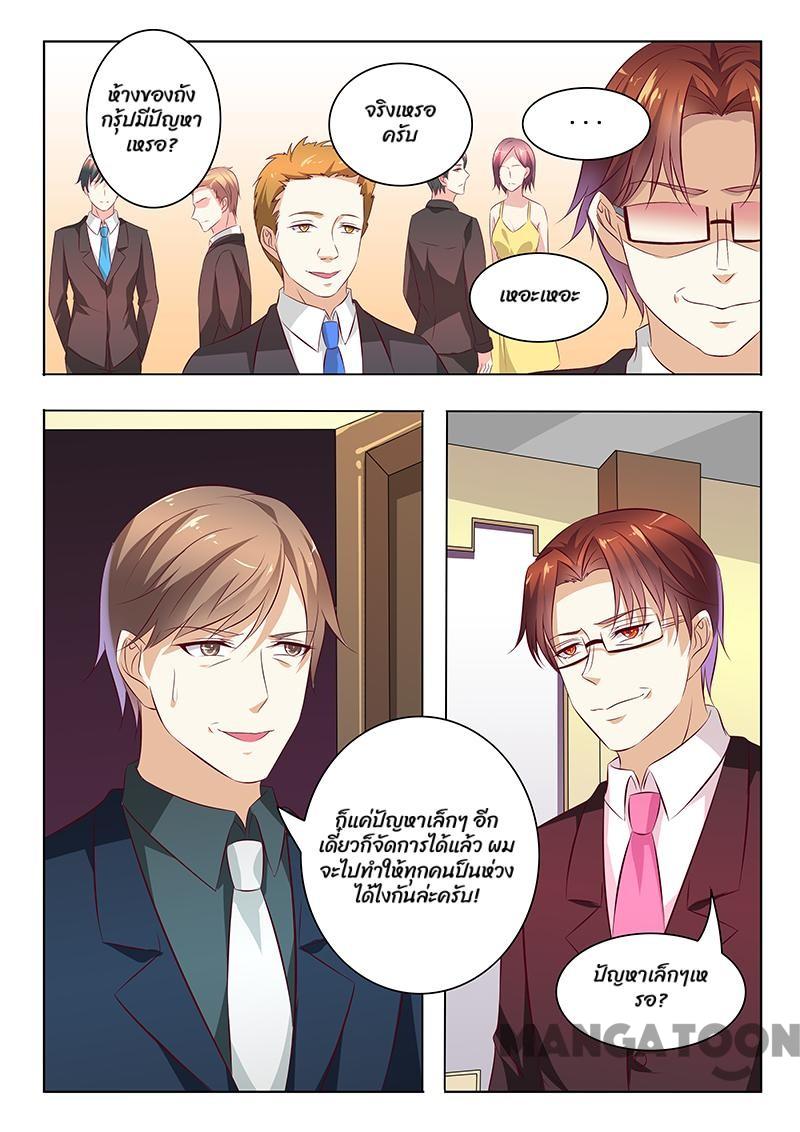 ห้างของถัง
กรุ้ปมีปัญหา
เหรอ?
จริงเหรอ
ครับ
...
เหอะเหอะ
ก็แค่ปัญหาเล็กๆ อีก
เดี๋ยวก็จัดการได้แล้ว ผม
จะไปทำให้ทุกคนป็นห่วง
ได้ไงกันล่ะครับ!
ปัญหาเล็กๆเห
รอ?
MANGATOON